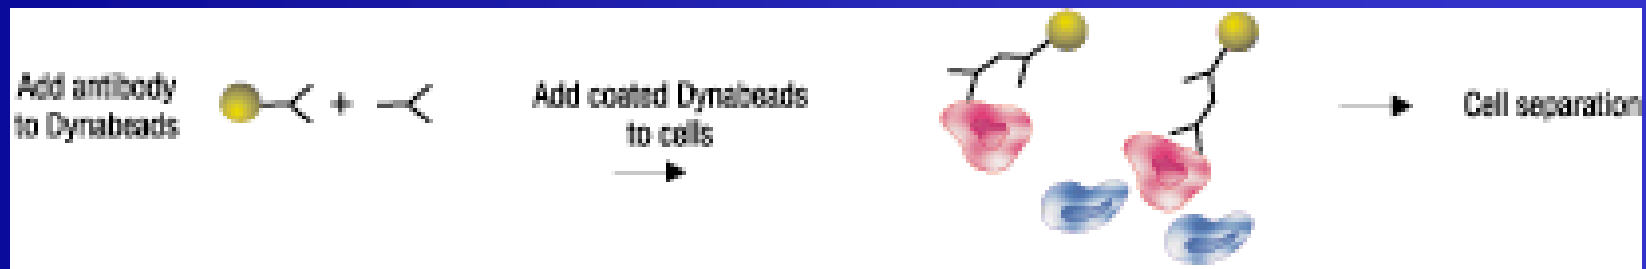 Add antibody
to Dynabeads
+
Add coated Dynabeads
to cells
Cell separation